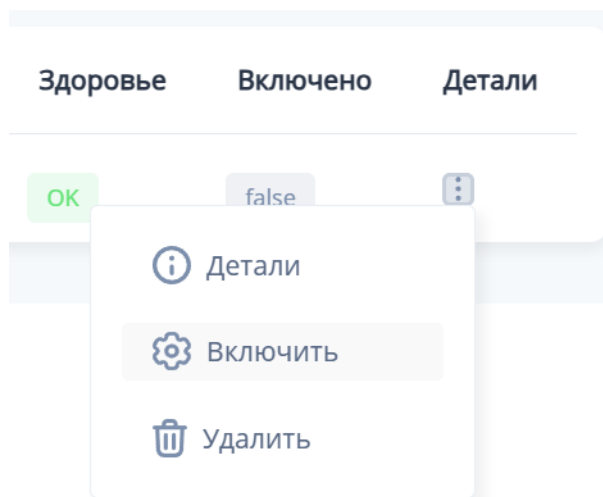 Здоровье Включено Детали
OK false
Детали
Включить
Удалить